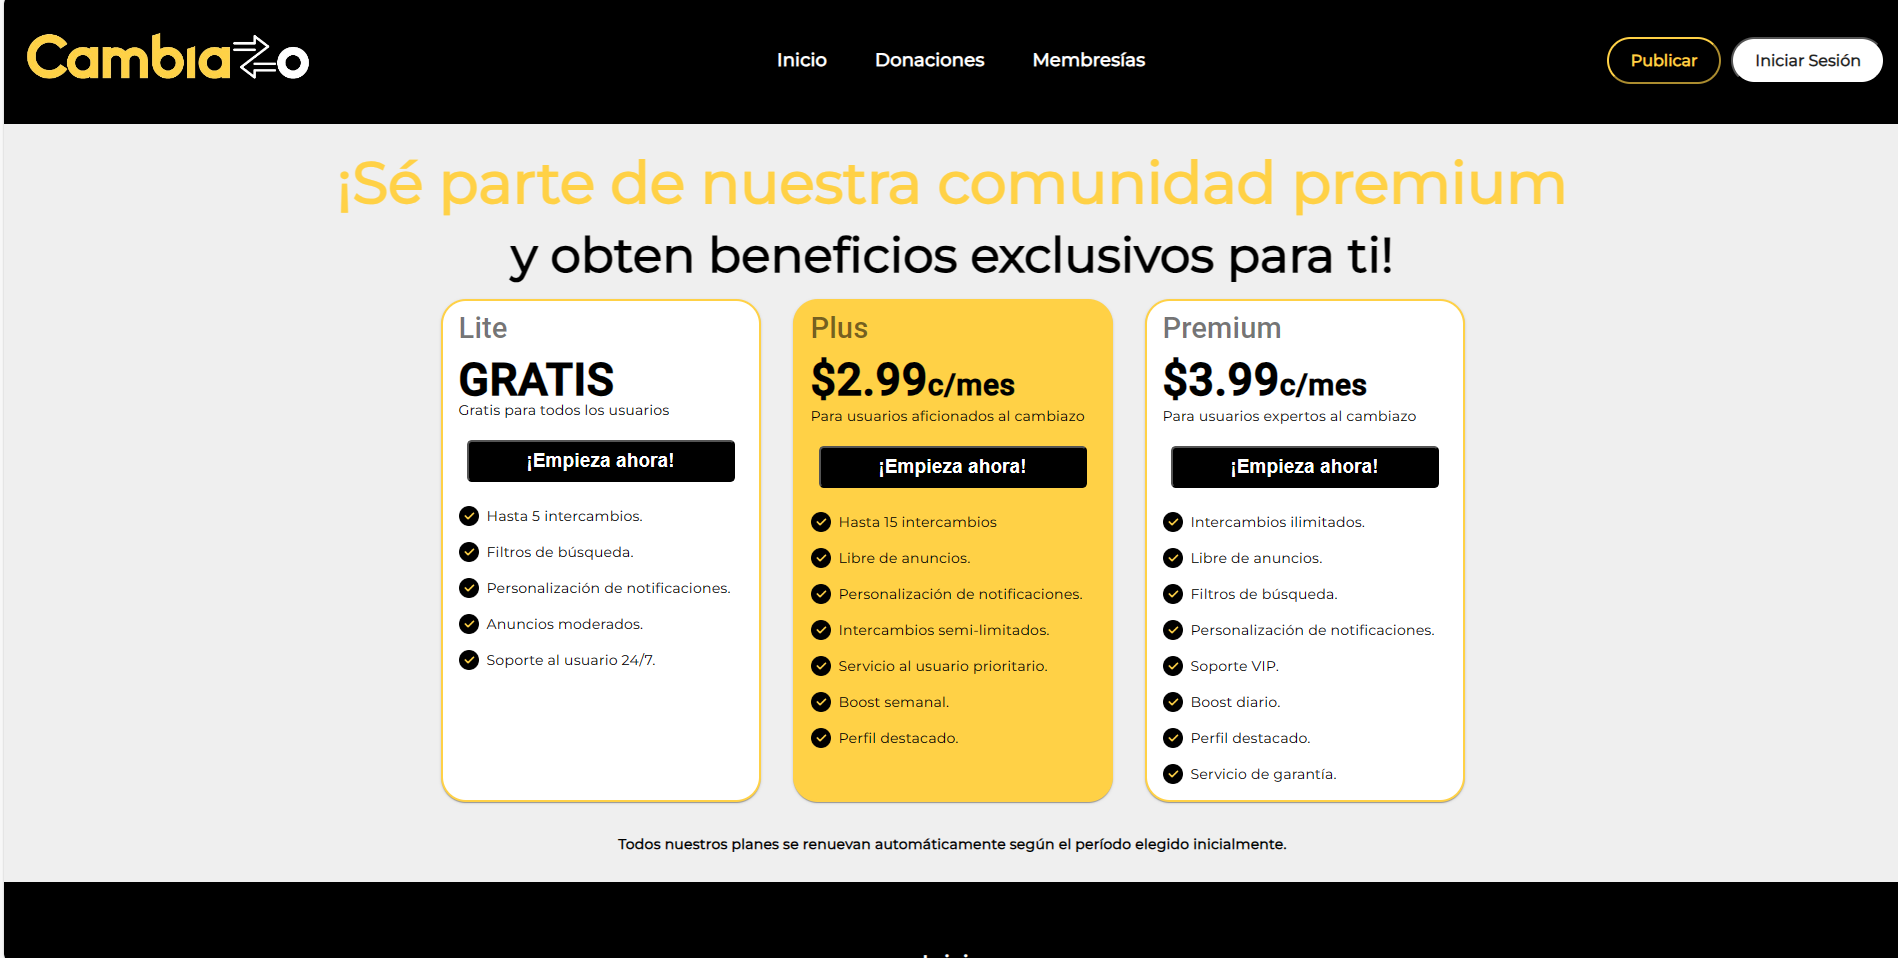 Cambiazo
Inicio
Donaciones
Membresías
Publicar
Iniciar Sesión
¡Sé parte de nuestra comunidad premium
y obten beneficios exclusivos para ti!
Lite
GRATIS
Gratis para todos los usuarios
¡Empieza ahora!
Hasta 5 intercambios.
Filtros de búsqueda.
Personalización de notificaciones.
Anuncios moderados.
Soporte al usuario 24/7.
Plus
$2.99c/mes
Para usuarios aficionados al cambiazo
¡Empieza ahora!
Hasta 15 intercambios
Libre de anuncios.
Personalización de notificaciones.
Intercambios semi-limitados.
Servicio al usuario prioritario.
Boost semanal.
Perfil destacado.
Premium
$3.99c/mes
Para usuarios expertos al cambiazo
¡Empieza ahora!
Intercambios ilimitados.
Libre de anuncios.
Filtros de búsqueda.
Personalización de notificaciones.
Soporte VIP.
Boost diario.
Perfil destacado.
Servicio de garantía.
Todos nuestros planes se renuevan automáticamente según el período elegido inicialmente.